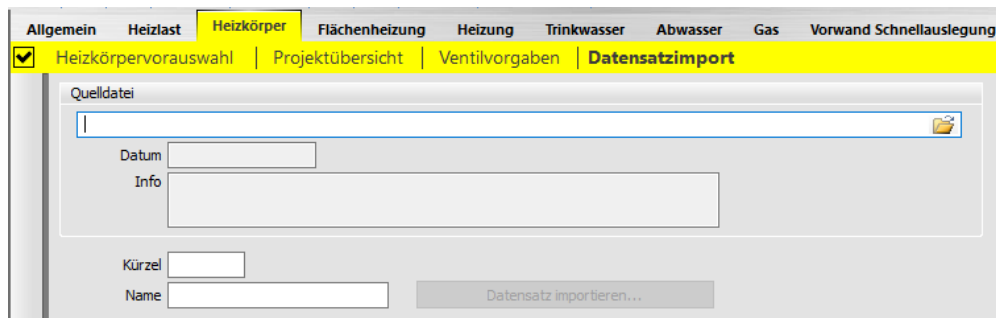 Allgemein Heizlast Heizkörper Flächenheizung Heizung Trinkwasser Abwasser Gas Vorwand Schnellauslegung
Heizkörpervorauswahl Projektübersicht Ventilvorgaben Datensatzimport
Quelldatei
Datum
Info
Kürzel
Name Datensatz importieren...